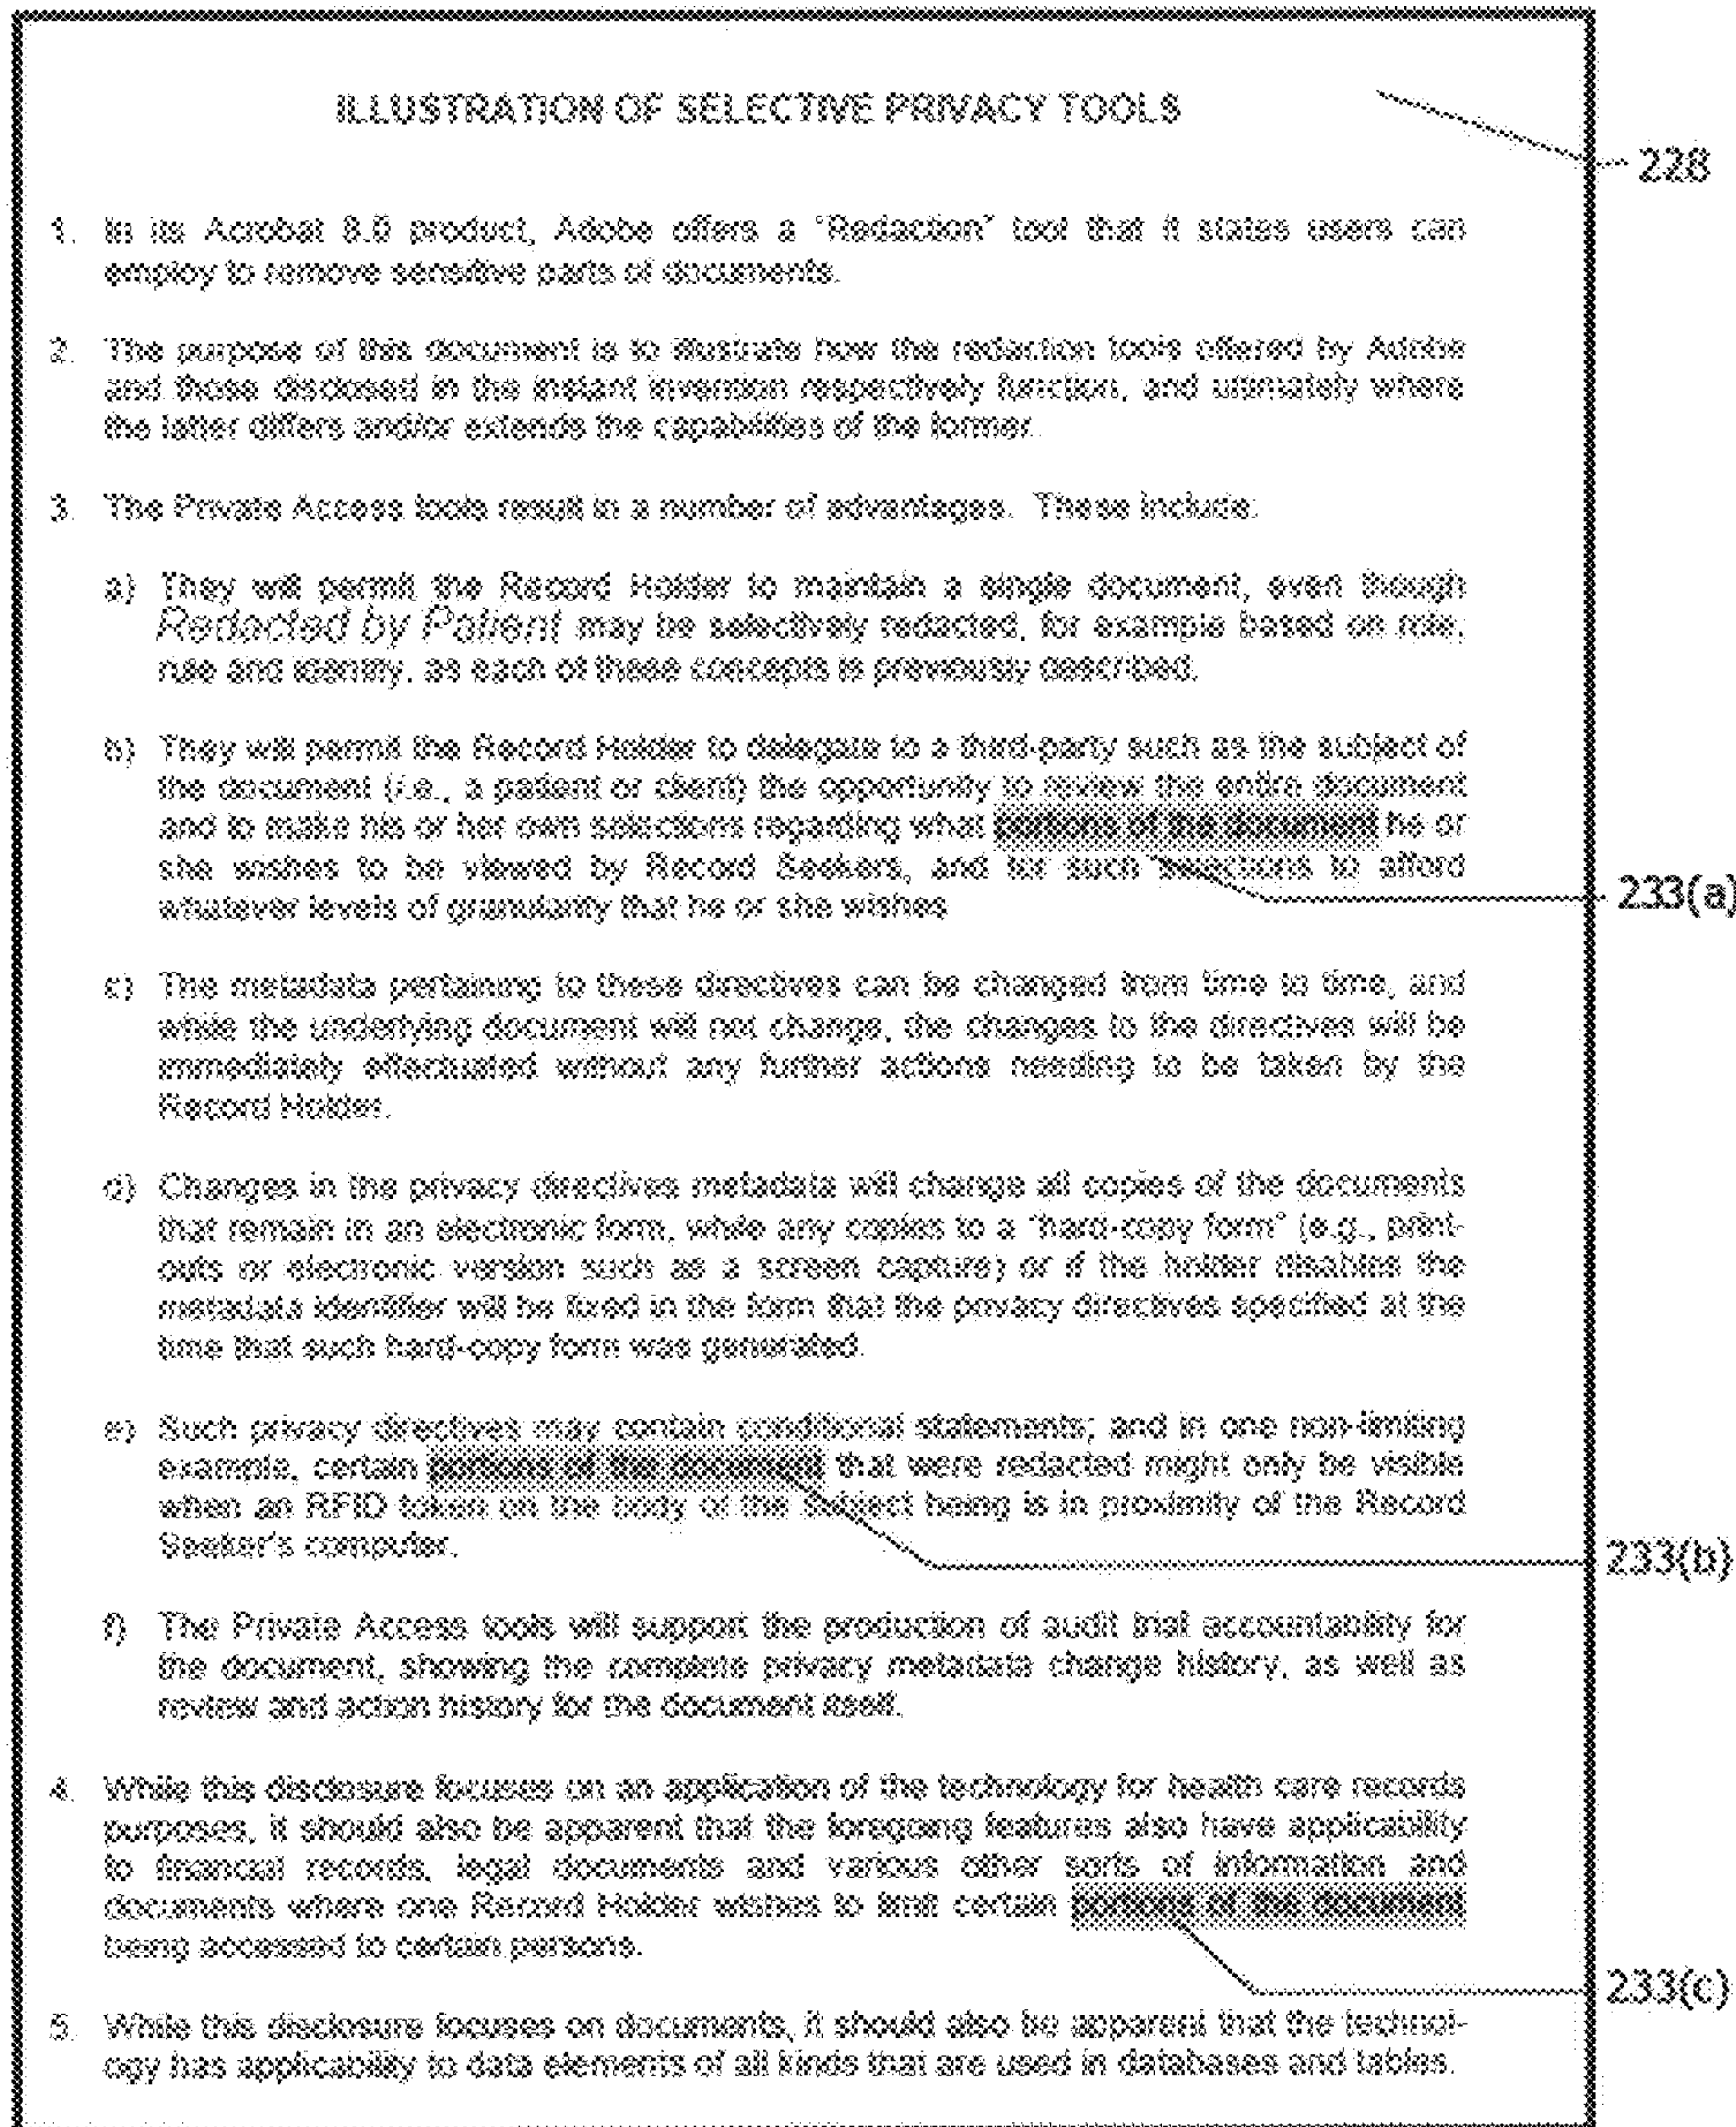 ILLUSTRATION OF SELECTIVE PRIVACY TOOLS
228
1. In its Acrobat 8.0 product, Adobe offers a "Redaction" tool that it states users can
employ to remove sensitive parts of documents.
2. The purpose of this document is to illustrate how the redaction tools offered by Adobe
and those disclosed in the instant invention respectively function, and ultimately where
the latter differs and/or extends the capabilities of the former.
3. The Private Access tools result in a number of advantages. These include:
a) They will permit the Record Holder to maintain a single document, even though
Redacted by Patient may be selectively redacted, for example based on role,
rule and identity, as each of these concepts is previously described.
b) They will permit the Record Holder to delegate to a third-party such as the subject of
the document (i.e., a patient or client) the opportunity to review the entire document
and to make his or her own selections regarding what portions of the document he or
she wishes to be viewed by Record Seekers, and for such selections to afford
whatever levels of granularity that he or she wishes
233(a)
c) The metadata pertaining to these directives can be changed from time to time, and
while the underlying document will not change, the changes to the directives will be
immediately effectuated without any further actions needing to be taken by the
Record Holder.
d) Changes in the privacy directives metadata will change all copies of the documents
that remain in an electronic form, while any copies to a "hard-copy form" (e.g., print-
outs or electronic version such as a screen capture) or if the holder disables the
metadata identifier will be fixed in the form that the privacy directives specified at the
time that such hard-copy form was generated.
e) Such privacy directives may contain conditional statements; and in one non-limiting
example, certain portions of the document that were redacted might only be visible
when an RFID token on the body of the subject being is in proximity of the Record
Seeker's computer.
233(b)
f) The Private Access tools will support the production of audit trial accountability for
the document, showing the complete privacy metadata change history, as well as
review and action history for the document itself.
4. While this disclosure focuses on an application of the technology for health care records
purposes, it should also be apparent that the foregoing features also have applicability
to financial records, legal documents and various other sorts of information and
documents where one Record Holder wishes to limit certain portions of the document
being accessed to certain persons.
233(c)
5. While this disclosure focuses on documents, it should also be apparent that the technol-
ogy has applicability to data elements of all kinds that are used in databases and tables.